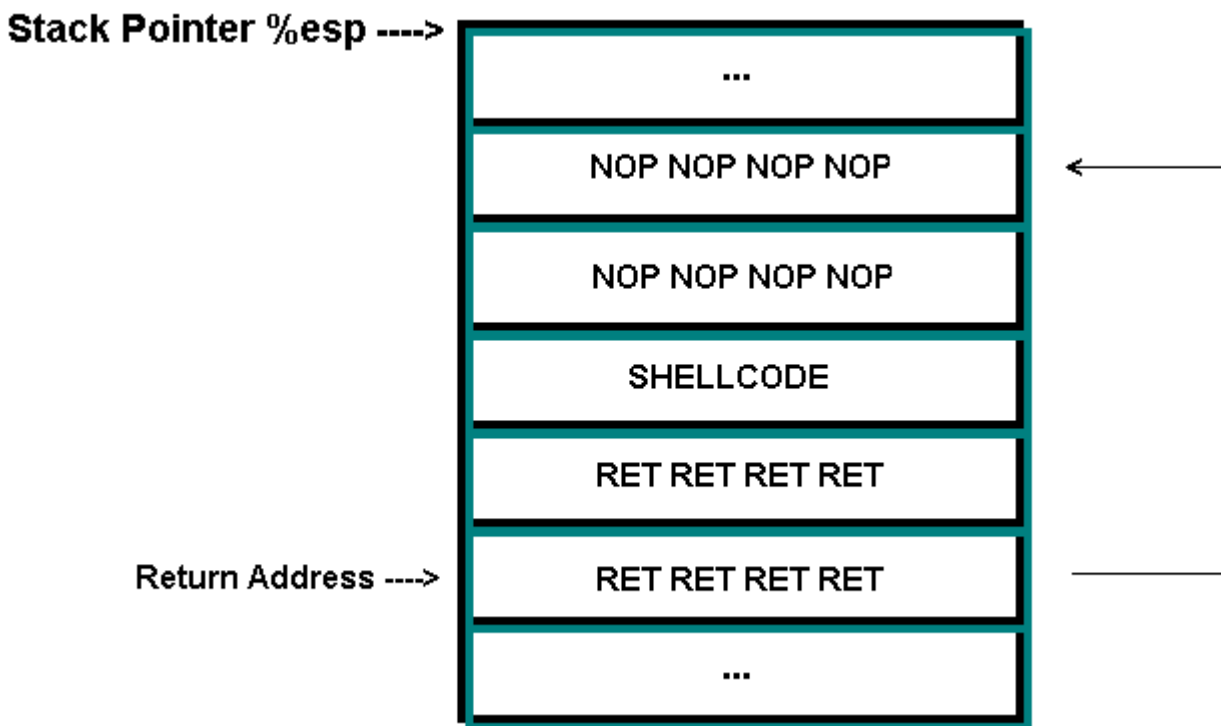 Stack Pointer %esp ---->
...
NOP NOP NOP NOP
NOP NOP NOP NOP
SHELLCODE
RET RET RET RET
Return Address ---->
RET RET RET RET
...